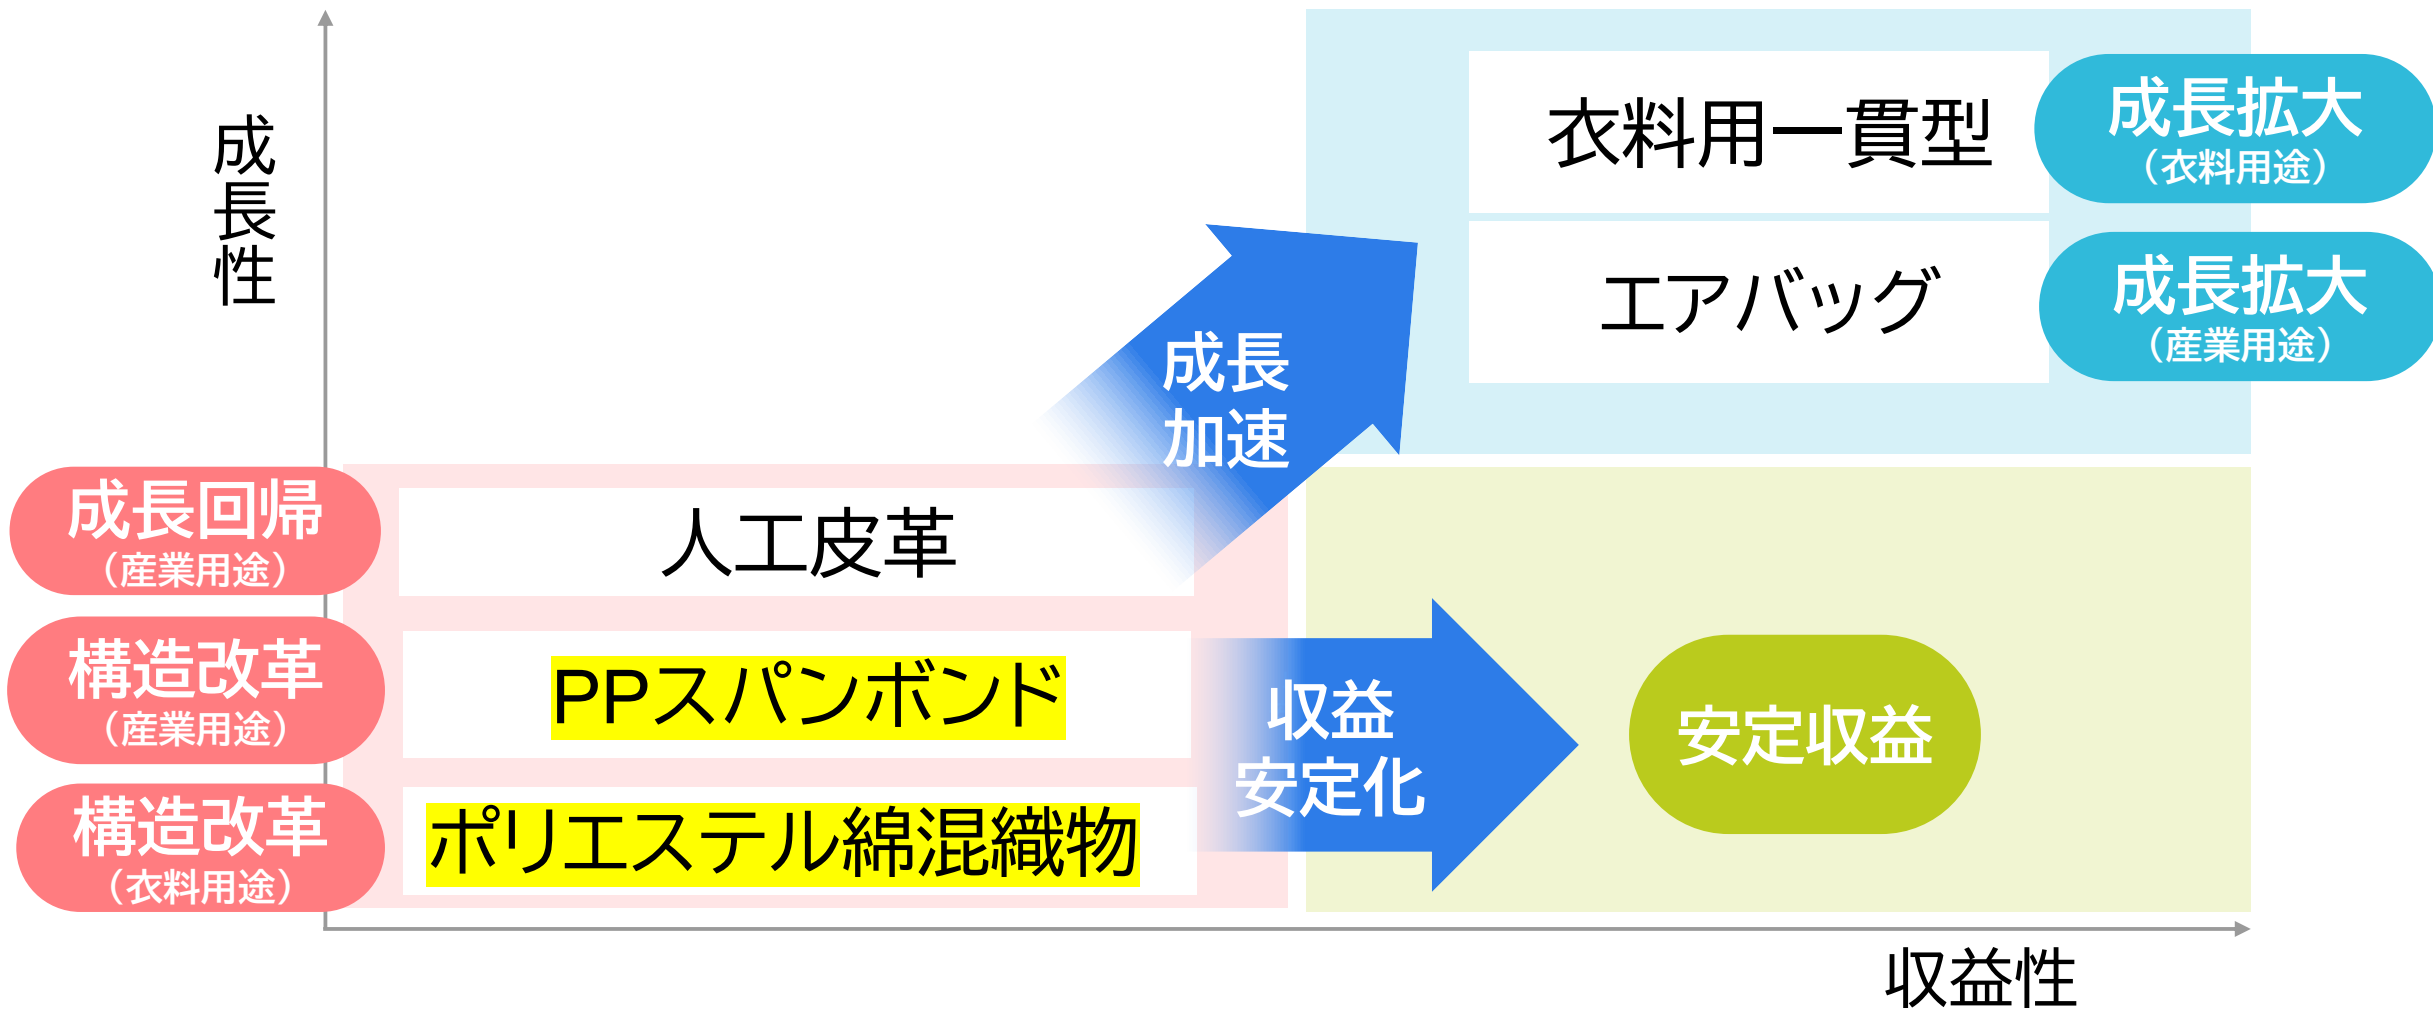 成長性
衣料用一貫型
成長拡大
（衣料用途）
エアバッグ
成長拡大
（産業用途）
成長
加速
成長回帰
（産業用途）
人工皮革
構造改革
（産業用途）
PPスパンボンド
収益
安定化
安定収益
構造改革
（衣料用途）
ポリエステル綿混織物
収益性